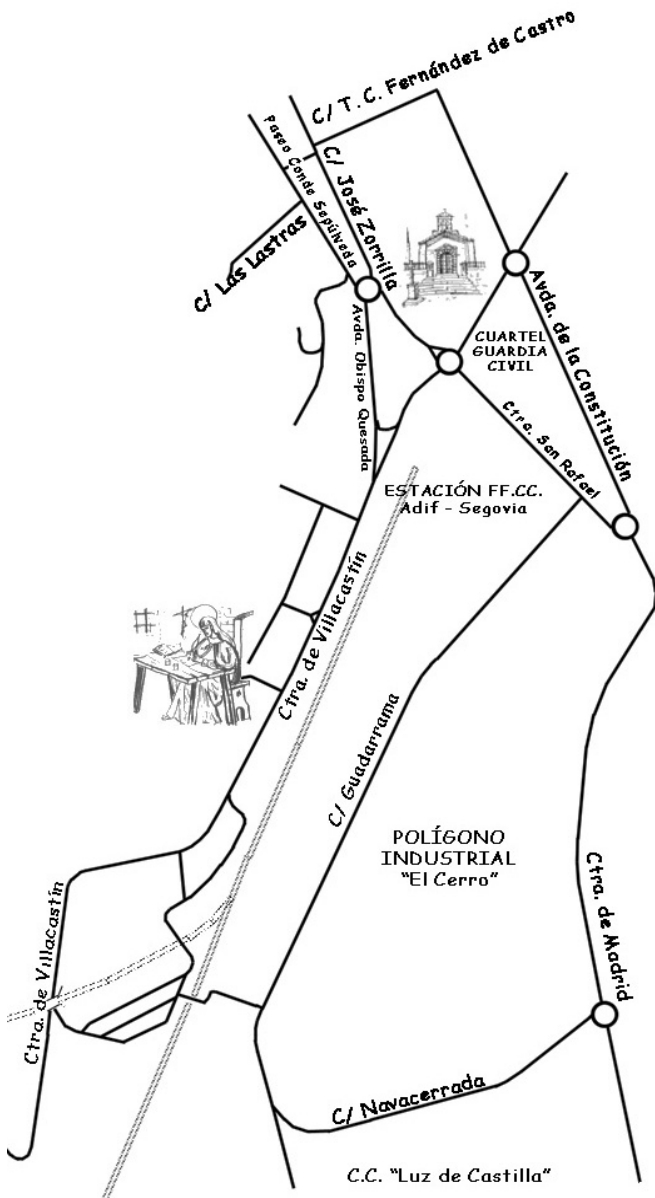 C/ T.C. Fernández de Castro
Paseo Conde Sepúlveda
C/ José Zorrilla
C/ Las Lastras
Avda. de la Constitución
CUARTEL
GUARDIA
CIVIL
Avda. Obispo Quesada
Ctra. San Rafael
ESTACIÓN FF.CC.
Adif - Segovia
Ctra. de Villacastín
C/ Guadarrama
POLÍGONO
INDUSTRIAL
"El Cerro"
Ctra. de Villacastín
Ctra. de Madrid
C/ Navacerrada
C.C. "Luz de Castilla"